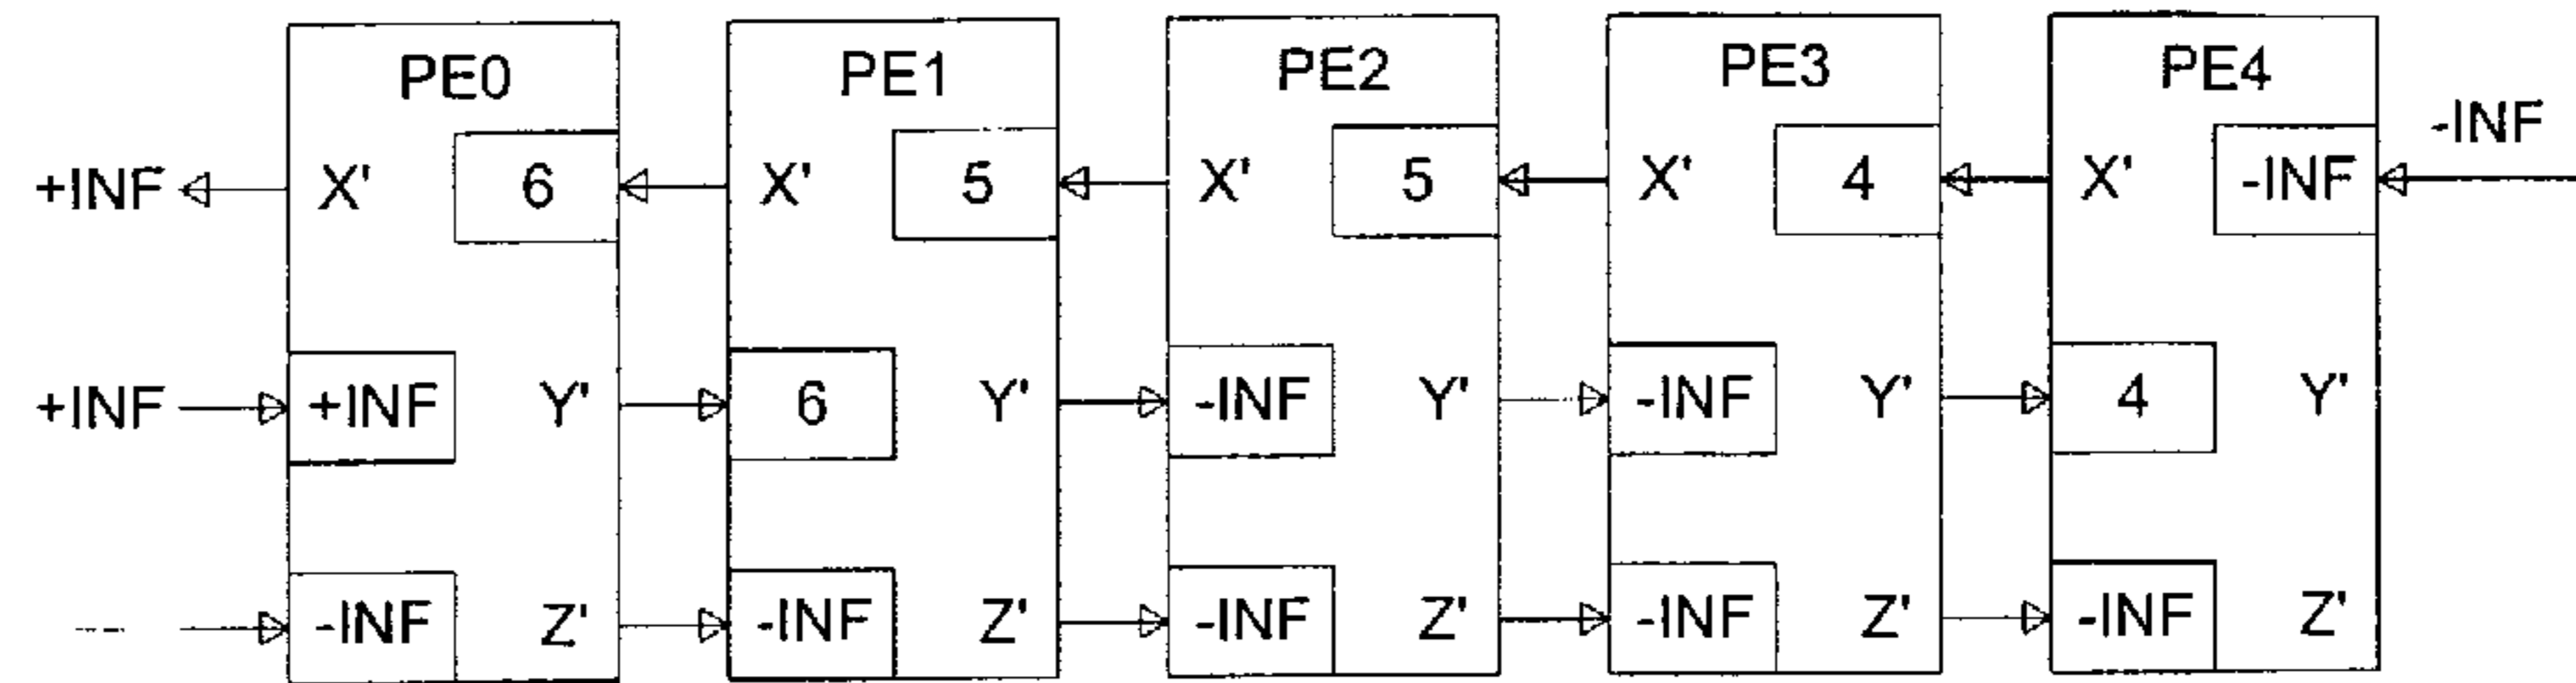 PE0 PE1 PE2 PE3 PE4
-INF
+INF X' 6 X' 5 X' 5 X' 4 X' -INF
+INF +INF Y' 6 Y' -INF Y' -INF Y' 4 Y'
-INF Z' -INF Z' -INF Z' -INF Z' -INF Z'